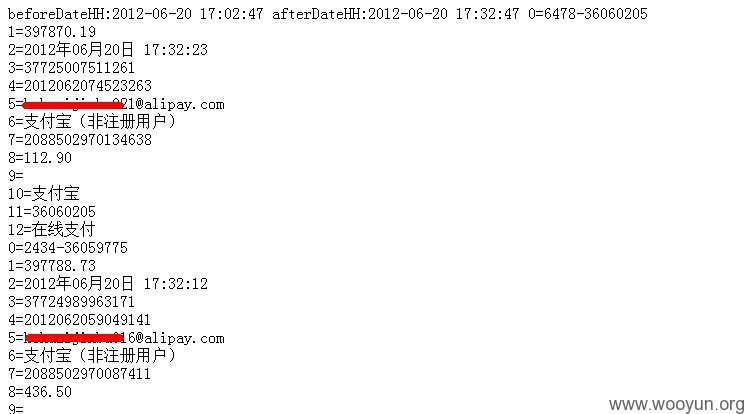 beforeDateHH:2012-06-20 17:02:47 afterDateHH:2012-06-20 17:32:47 0=6478-36060205
1=397870.19
2=2012年06月20日 17:32:23
3=37725007511261
4=2012062074523263
5=21@alipay.com
6=支付宝（非注册用户）
7=2088502970134638
8=112.90
9=
10=支付宝
11=36060205
12=在线支付
0=2434-36059775
1=397788.73
2=2012年06月20日 17:32:12
3=37724989963171
4=2012062059049141
5=16@alipay.com
6=支付宝（非注册用户）
7=2088502970087411
8=436.50
9=
www.wooyun.org